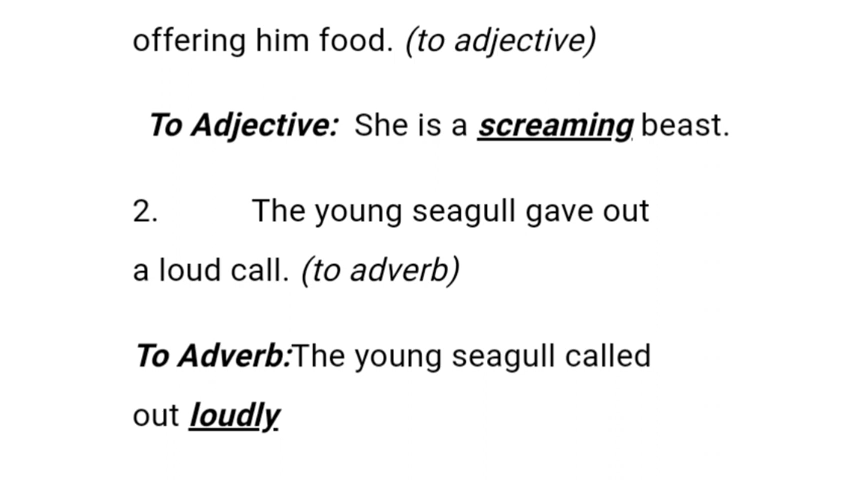 offering him food. (to adjective)
To Adjective: She is a screaming beast.
2. The young seagull gave out
a loud call. (to adverb)
To Adverb:The young seagull called
out loudly